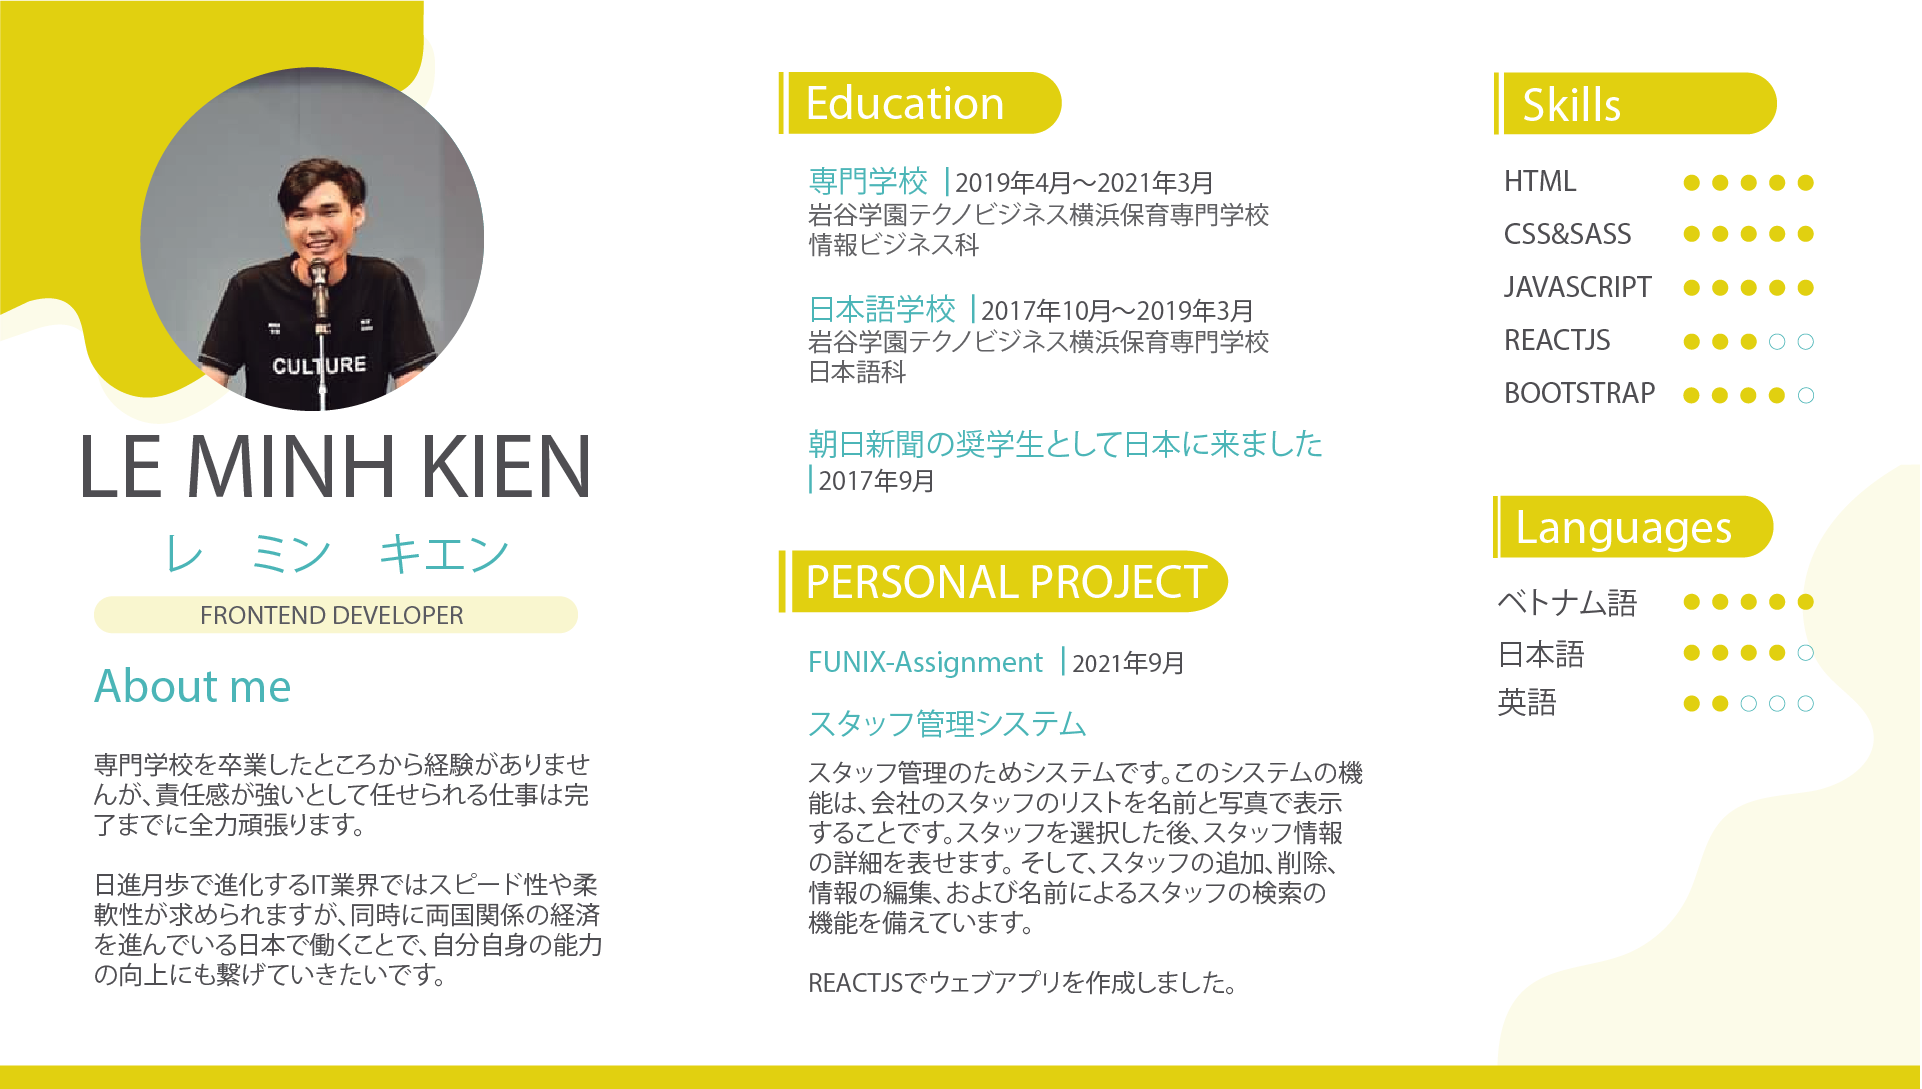 CULTURE
LE MINH KIEN
レ　ミン　キエン
FRONTEND DEVELOPER
About me
専門学校を卒業したところから経験がありませ
んが、責任感が強いとして任せられる仕事は完
了までに全力頑張ります。
日進月歩で進化するIT業界ではスピード性や柔
軟性が求められますが、同時に両国関係の経済
を進んでいる日本で働くことで、自分自身の能力
の向上にも繋げていきたいです。
Education
専門学校 | 2019年4月～2021年3月
岩谷学園テクノビジネス横浜保育専門学校
情報ビジネス科
日本語学校 | 2017年10月～2019年3月
岩谷学園テクノビジネス横浜保育専門学校
日本語科
朝日新聞の奨学生として日本に来ました
| 2017年9月
PERSONAL PROJECT
FUNIX-Assignment | 2021年9月
スタッフ管理システム
スタッフ管理のためシステムです。このシステムの機
能は、会社のスタッフのリストを名前と写真で表示
することです。スタッフを選択した後、スタッフ情報
の詳細を表せます。そして、スタッフの追加、削除、
情報の編集、および名前によるスタッフの検索の
機能を備えています。
REACTJSでウェブアプリを作成しました。
Skills
HTML
CSS&SASS
JAVASCRIPT
REACTJS
BOOTSTRAP
Languages
ベトナム語
日本語
英語